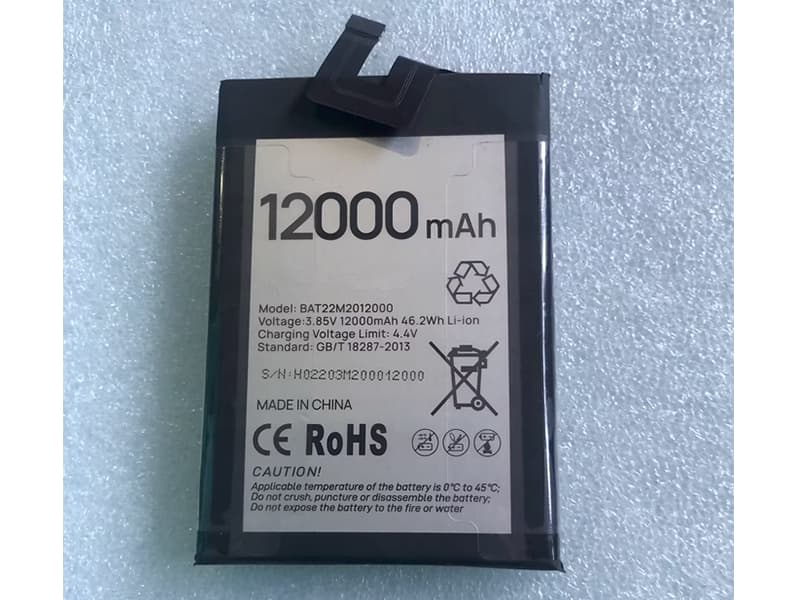 12000 mAh
Model: BAT22M2012000
Voltage:3.85V 12000mAh 46.2Wh Li-ion
Charging Voltage Limit: 4.4V
Standard: GB/T 18287-2013
S/N:H02203M200012000
MADE IN CHINA
CE RoHS
CAUTION!
Applicable temperature of the battery is 0°C to 45°C;
Do not crush, puncture or disassemble the battery;
Do not expose the battery to the fire or water